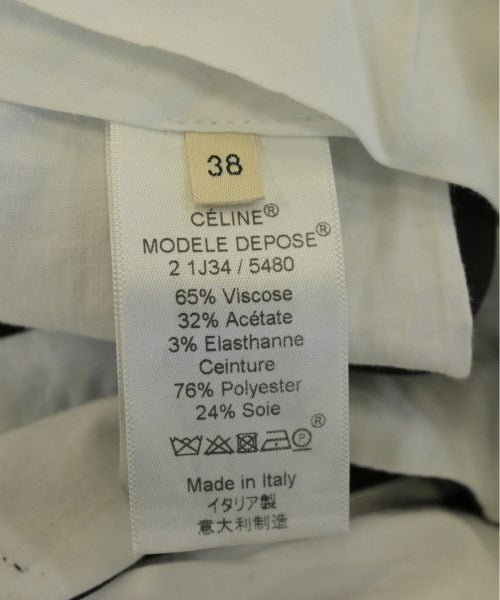 38
CÉLINE®
MODELE DEPOSE®
2 1J34 / 5480
65% Viscose
32% Acétate
3% Elasthanne
Ceinture
76% Polyester
24% Soie
P ®
Made in Italy
イタリア製
意大利制造